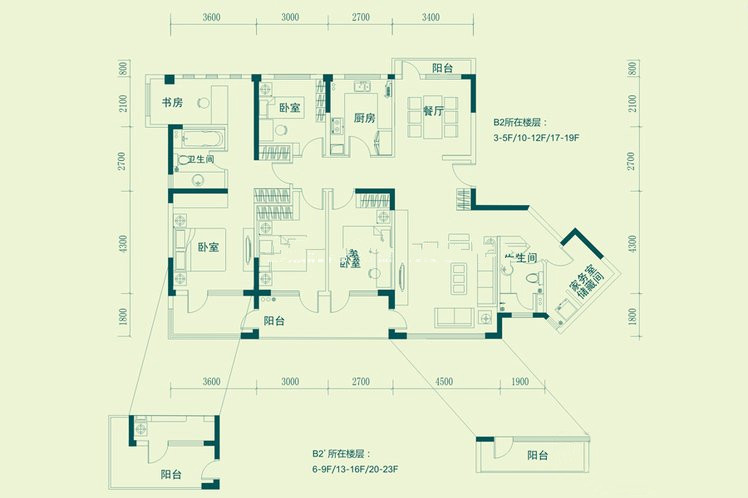 3600 3000 2700 3400
阳台
800 800
书房
卧室
厨房
餐厅
2100 2100
B2所在楼层：
3-5F/10-12F/17-19F
卫生间
2700 2700
卧室
卧室
生间
家务室
储藏间
4300 4300
阳台
1800 1800
3600 3000 2700 4500 1900
B2`所在楼层：
6-9F/13-16F/20-23F
阳台
阳台